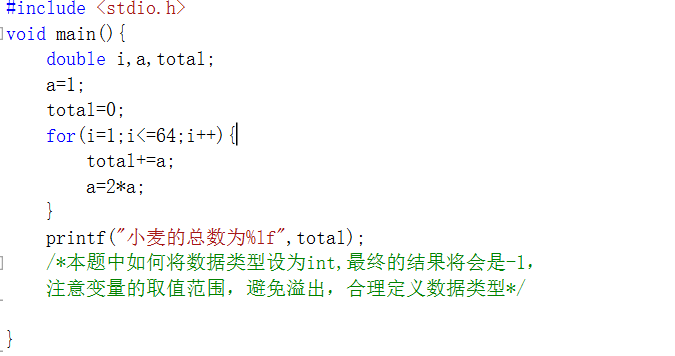 #include <stdio.h>
void main(){
double i,a,total;
a=1;
total=0;
for(i=1;i<=64;i++){
total+=a;
a=2*a;
}
printf("小麦的总数为%lf",total);
/*本题中如何将数据类型设为int,最终的结果将会是-1，
注意变量的取值范围，避免溢出，合理定义数据类型*/
}